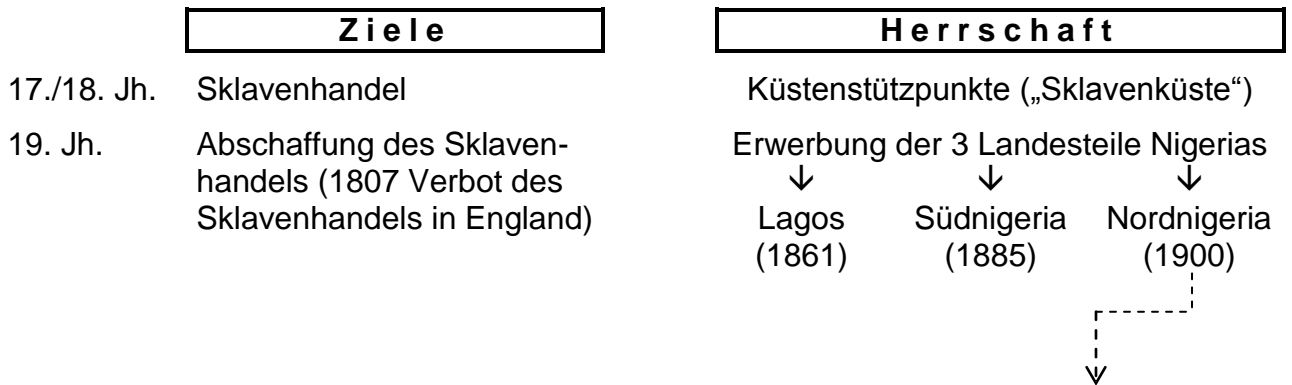 Ziele Herrschaft
17./18. Jh. Sklavenhandel Küstenstützpunkte („Sklavenküste“)
19. Jh. Abschaffung des Sklaven- Erwerbung der 3 Landesteile Nigerias
handels (1807 Verbot des ↓ ↓ ↓
Sklavenhandels in England) Lagos Südnigeria Nordnigeria
(1861) (1885) (1900)